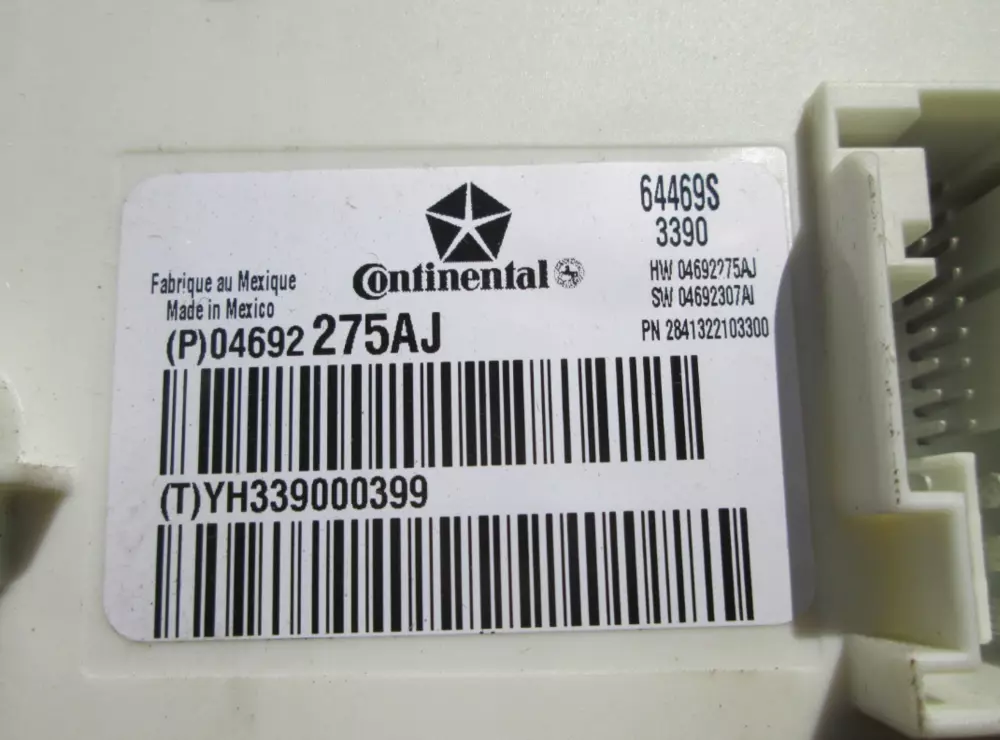 64469S
3390
Continental
HW 04692275AJ
SW 04692307AI
PN 2841322103300
Fabrique au Mexique
Made in Mexico
(P)04692 275AJ
(T)YH339000399